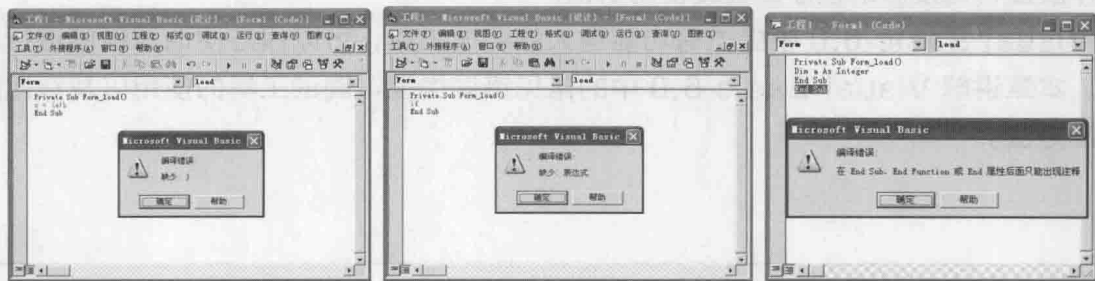 工程1 - Microsoft Visual Basic [设计] - [Form1 (Code)]
文件(F) 编辑(E) 视图(V) 工程(P) 格式(O) 调试(D) 运行(R) 查询(U) 图表(I)
工具(T) 外接程序(A) 窗口(W) 帮助(H)
Form
load
Private Sub Form_load()
End Sub
Microsoft Visual Basic
编译错误:
缺少: )
确定
帮助
工程1 - Microsoft Visual Basic [设计] - [Form1 (Code)]
文件(F) 编辑(E) 视图(V) 工程(P) 格式(O) 调试(D) 运行(R) 查询(U) 图表(I)
工具(T) 外接程序(A) 窗口(W) 帮助(H)
Form
load
Private Sub Form_load()
if
End Sub
Microsoft Visual Basic
编译错误:
缺少: 表达式
确定
帮助
工程1 - Form1 (Code)
Form
load
Private Sub Form_load()
Dim a As Integer
End Sub
End Sub
Microsoft Visual Basic
编译错误:
在 End Sub、End Function 或 End 属性后面只能出现注释
确定
帮助